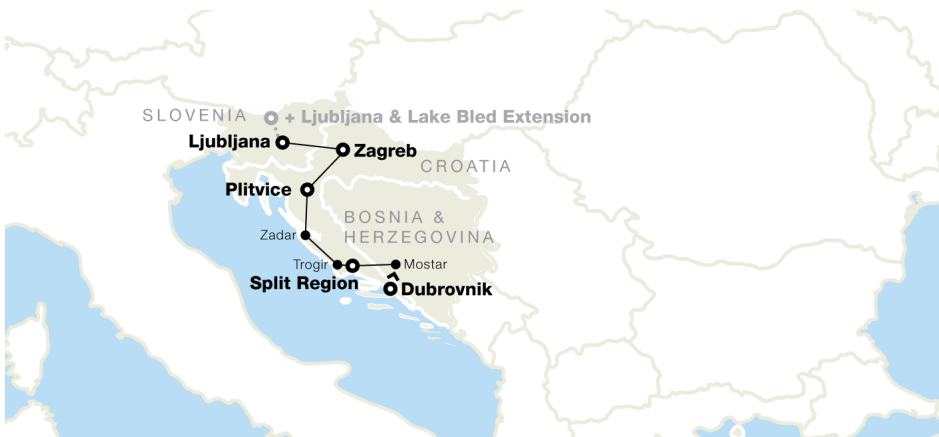 SLOVENIA
+ Ljubljana & Lake Bled Extension
Ljubljana
Zagreb
CROATIA
Plitvice
BOSNIA &
HERZEGOVINA
Zadar
Trogir
Mostar
Split Region
Dubrovnik